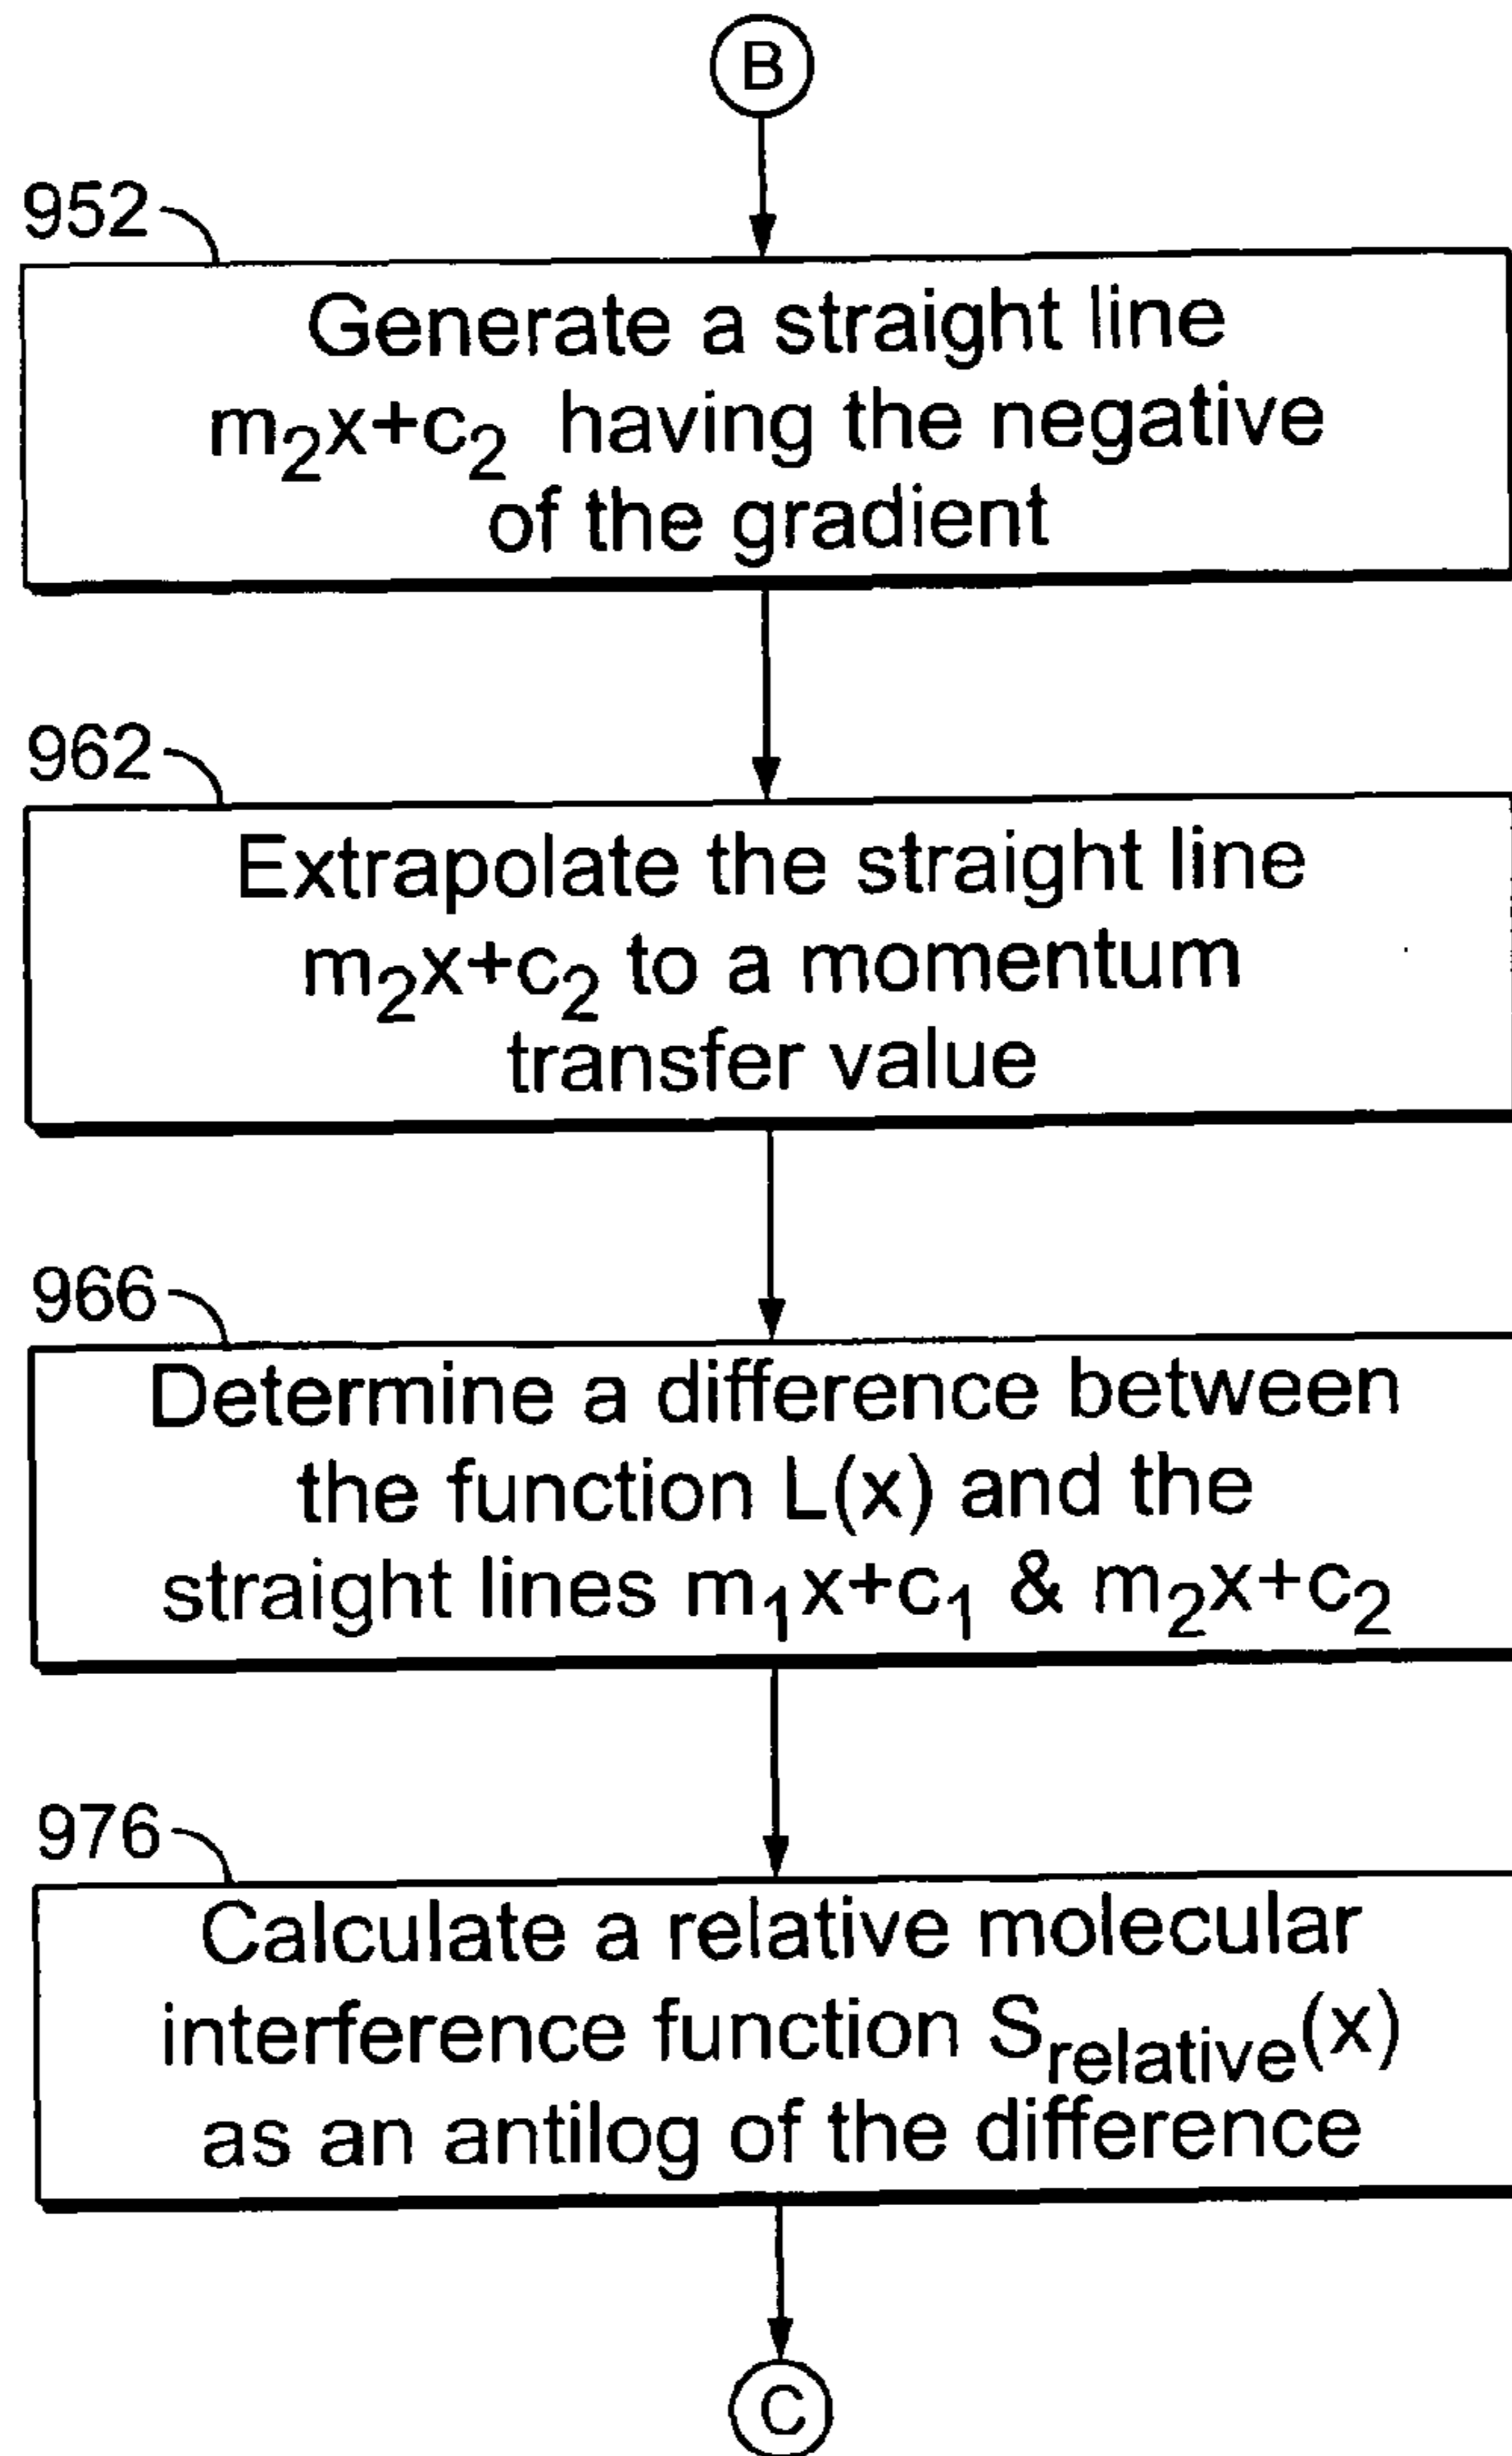 B
952
Generate a straight line
m₂x+c₂ having the negative
of the gradient
962
Extrapolate the straight line
m₂x+c₂ to a momentum
transfer value
966
Determine a difference between
the function L(x) and the
straight lines m₁x+c₁ & m₂x+c₂
976
Calculate a relative molecular
interference function Srelative(x)
as an antilog of the difference
C